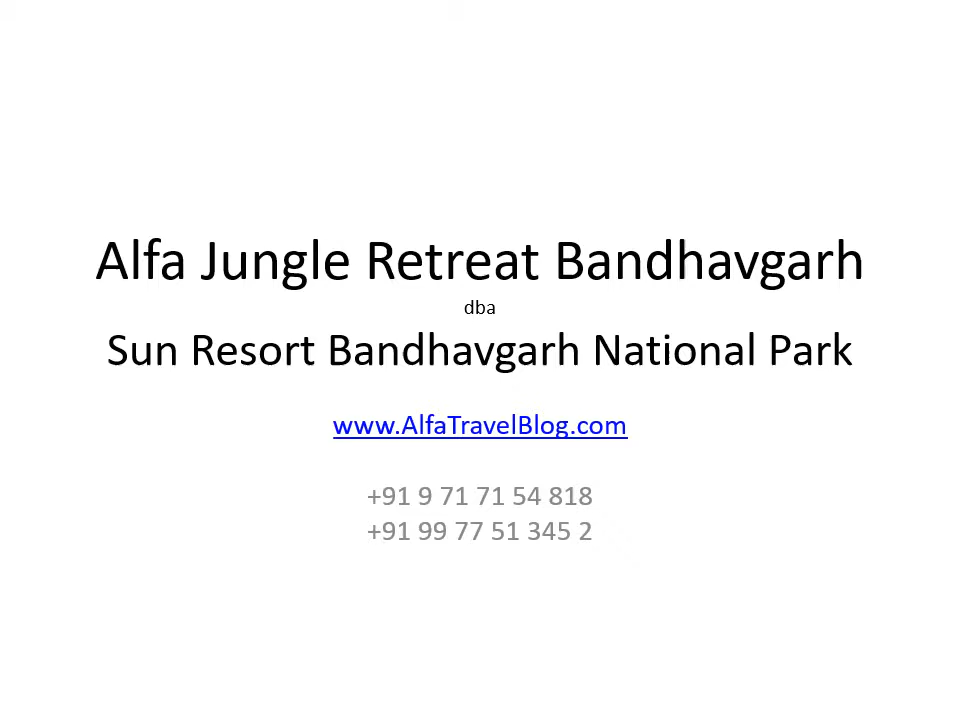 Alfa Jungle Retreat Bandhavgarh
dba
Sun Resort Bandhavgarh National Park
www.AlfaTravelBlog.com
+91 9 71 71 54 818
+91 99 77 51 345 2